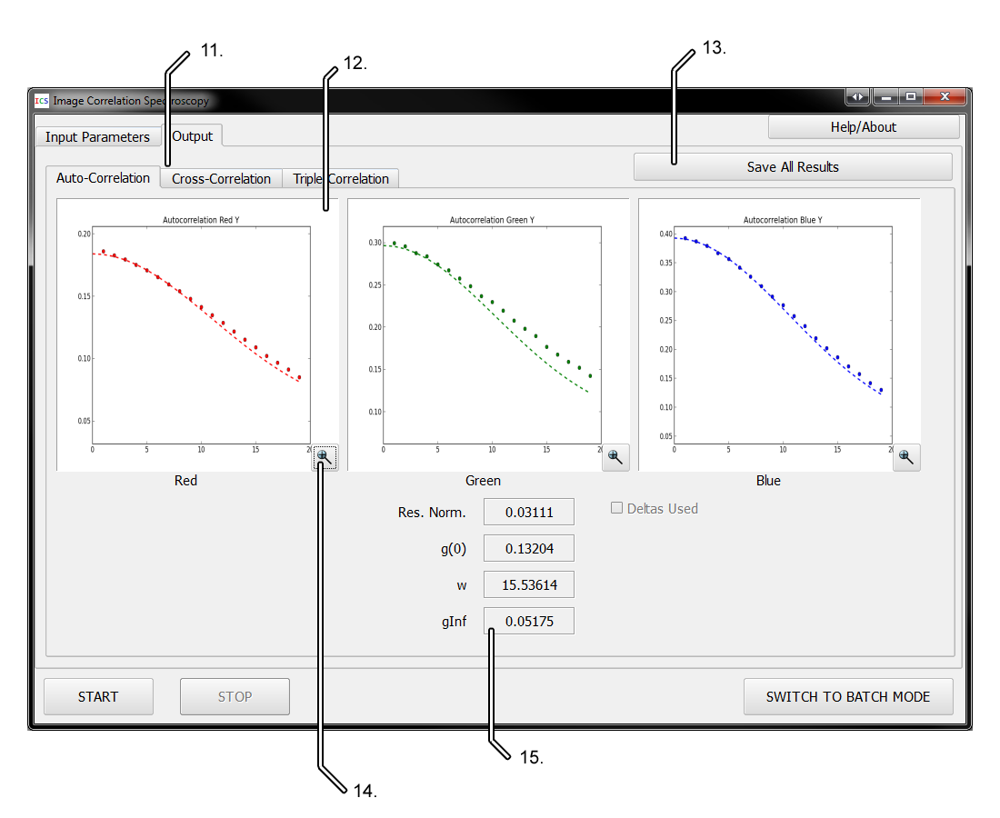 11.
12.
13.
ICS Image Correlation Spectroscopy
Input Parameters
Output
Help/About
Save All Results
Auto-Correlation
Cross-Correlation
Triple Correlation
Autocorrelation Red Y
0.20
0.15
0.10
0.05
0 5 10 15 20
Red
Autocorrelation Green Y
0.30
0.25
0.20
0.15
0.10
0 5 10 15 20
Green
Autocorrelation Blue Y
0.40
0.35
0.30
0.25
0.20
0.15
0.10
0.05
0 5 10 15 20
Blue
Res. Norm. 0.03111
Deltas Used
g(0) 0.13204
w 15.53614
gInf 0.05175
START
STOP
SWITCH TO BATCH MODE
15.
14.